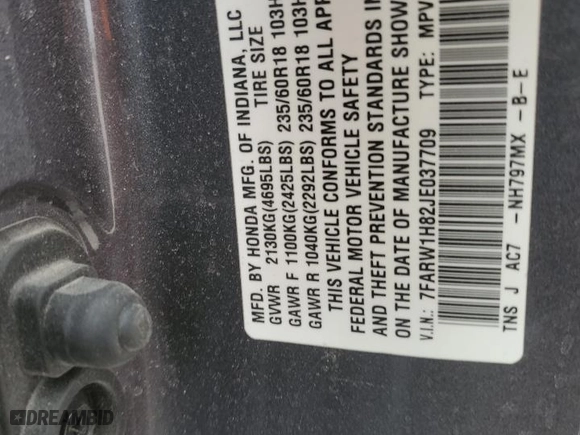 MFD. BY HONDA MFG. OF INDIANA, LLC
TIRE SIZE
GVWR 2130KG(4695LBS)
GAWR F 1100KG(2425LBS) 235/60R18 103H
GAWR R 1040KG(2292LBS) 235/60R18 103H
THIS VEHICLE CONFORMS TO ALL
FEDERAL MOTOR VEHICLE SAFETY
AND THEFT PREVENTION STANDARDS IN
ON THE DATE OF MANUFACTURE SHOWN
V.I.N.: 7FARW1H82JE037709 TYPE: MPV
TNS J AC7 -NH797MX -B-E
DREAMBID